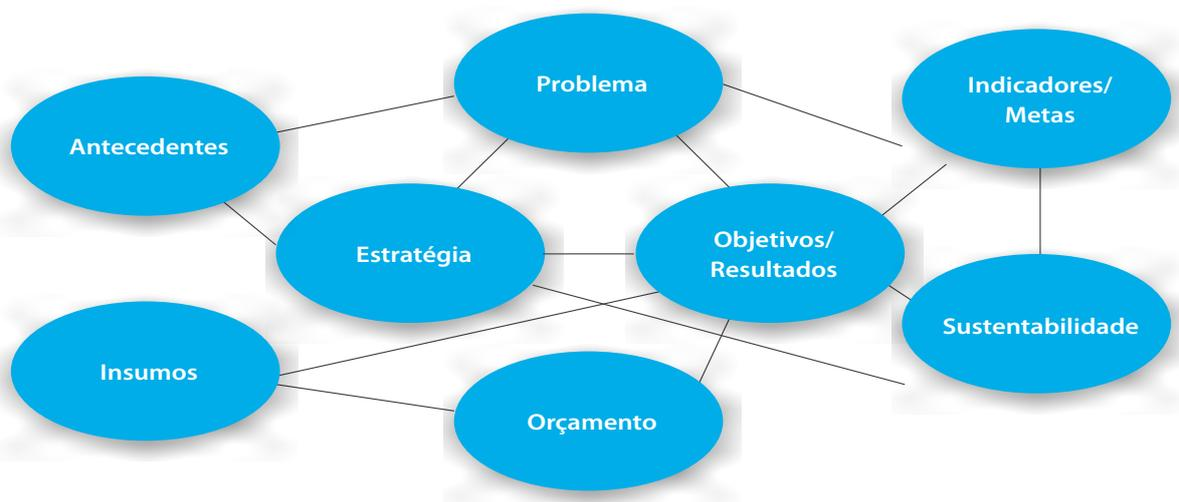 Problema
Indicadores/
Metas
Antecedentes
Estratégia
Objetivos/
Resultados
Sustentabilidade
Insumos
Orçamento